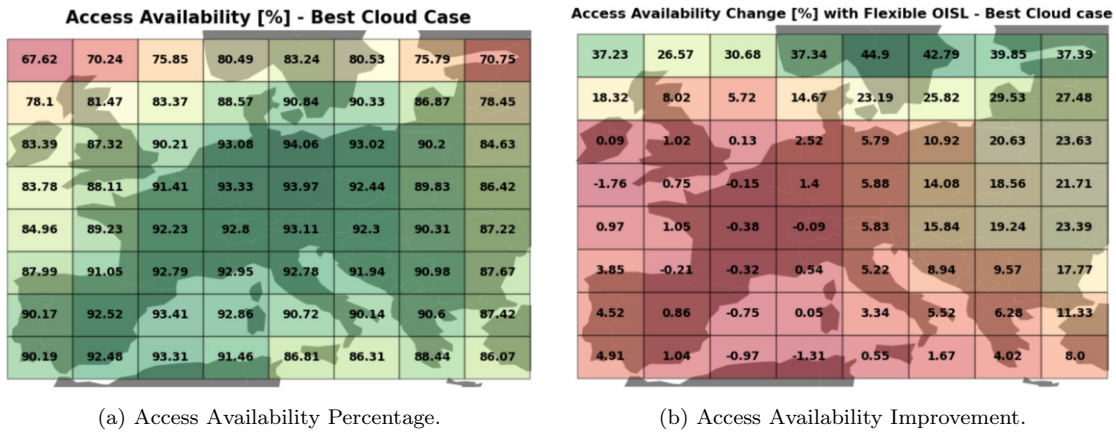 Access Availability [%] - Best Cloud Case
67.62 70.24 75.85 80.49 83.24 80.53 75.79 70.75
78.1 81.47 83.37 88.57 90.84 90.33 86.87 78.45
83.39 87.32 90.21 93.08 94.06 93.02 90.2 84.63
83.78 88.11 91.41 93.33 93.97 92.44 89.83 86.42
84.96 89.23 92.23 92.8 93.11 92.3 90.31 87.22
87.99 91.05 92.79 92.95 92.78 91.94 90.98 87.67
90.17 92.52 93.41 92.86 90.72 90.14 90.6 87.42
90.19 92.48 93.31 91.46 86.81 86.31 88.44 86.07
(a) Access Availability Percentage.
Access Availability Change [%] with Flexible OISL - Best Cloud case
37.23 26.57 30.68 37.34 44.9 42.79 39.85 37.39
18.32 8.02 5.72 14.67 23.19 25.82 29.53 27.48
0.09 1.02 0.13 2.52 5.79 10.92 20.63 23.63
-1.76 0.75 -0.15 1.4 5.88 14.08 18.56 21.71
0.97 1.05 -0.38 -0.09 5.83 15.84 19.24 23.39
3.85 -0.21 -0.32 0.54 5.22 8.94 9.57 17.77
4.52 0.86 -0.75 0.05 3.34 5.52 6.28 11.33
4.91 1.04 -0.97 -1.31 0.55 1.67 4.02 8.0
(b) Access Availability Improvement.